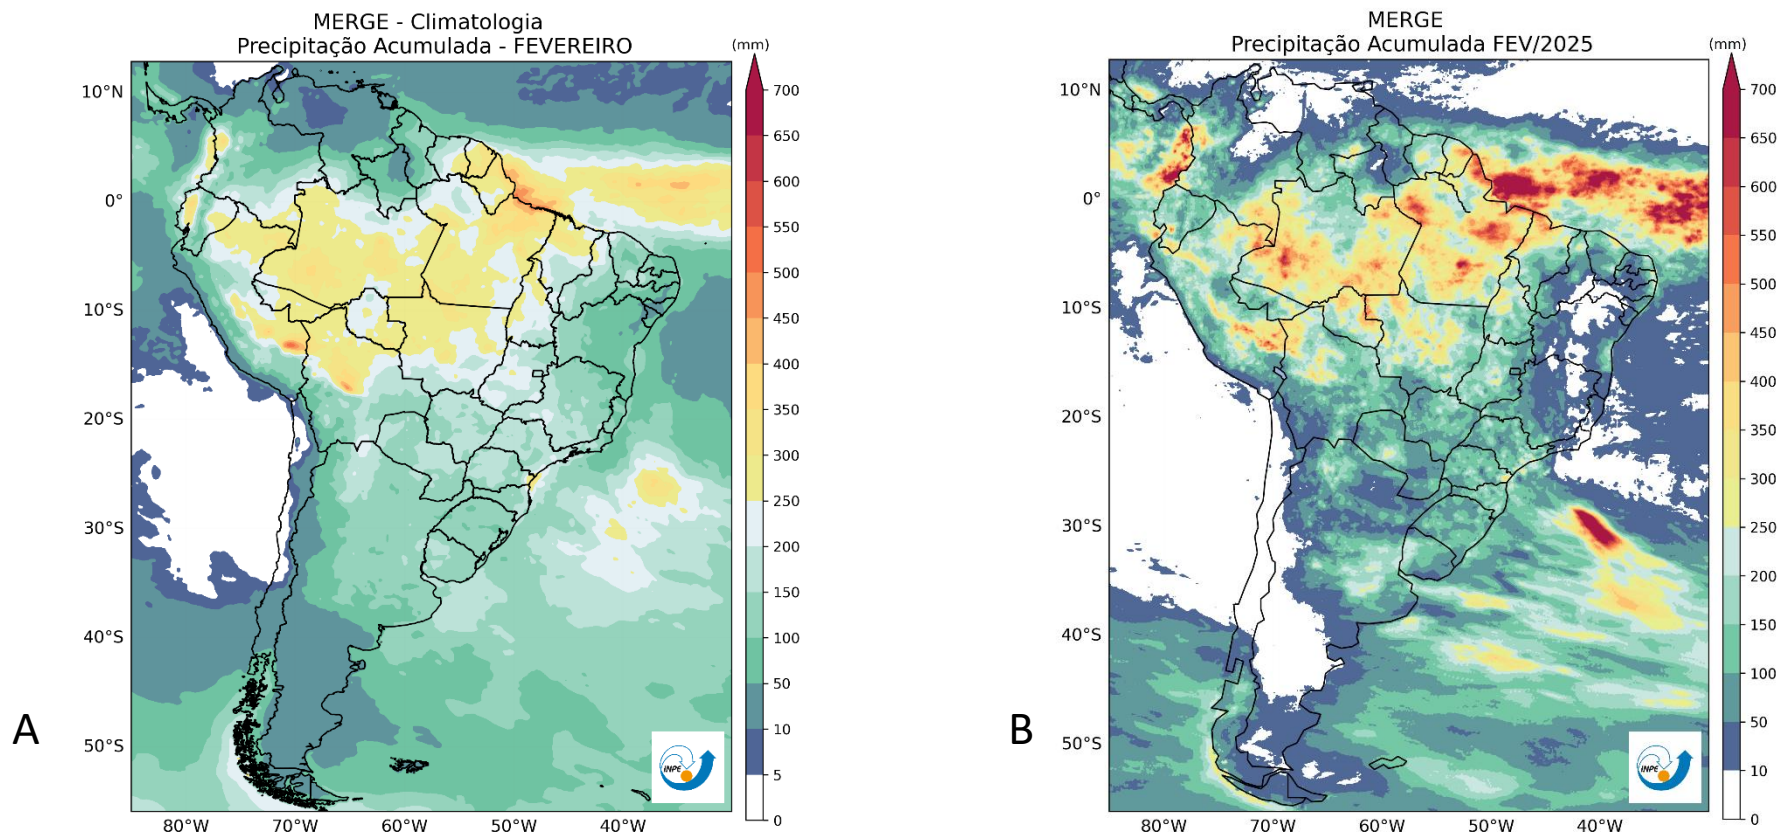 MERGE - Climatologia
Precipitação Acumulada - FEVEREIRO
(mm)
10°N
0°
10°S
20°S
30°S
40°S
50°S
80°W
70°W
60°W
50°W
40°W
700
650
600
550
500
450
400
350
300
250
200
150
100
50
10
5
0
INPE
A
MERGE
Precipitação Acumulada FEV/2025
(mm)
10°N
0°
10°S
20°S
30°S
40°S
50°S
80°W
70°W
60°W
50°W
40°W
700
650
600
550
500
450
400
350
300
250
200
150
100
50
10
0
INPE
B